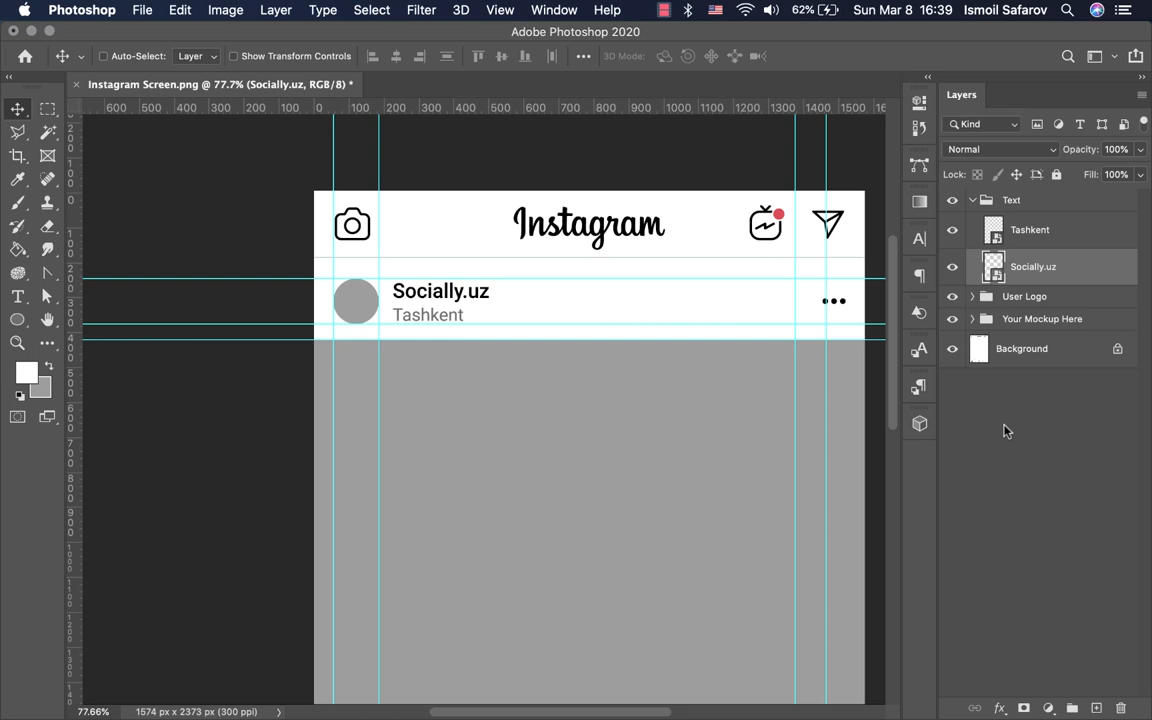 Photoshop File Edit Image Layer Type Select Filter 3D View Window Help 62% Sun Mar 8 16:39 Ismoil Safarov
Adobe Photoshop 2020
Auto-Select: Layer Show Transform Controls 3D Mode:
Instagram Screen.png @ 77.7% (Socially.uz, RGB/8) *
600 500 400 300 200 100 0 100 200 300 400 500 600 700 800 900 1000 1100 1200 1300 1400 1500 16
Layers
Kind
Normal Opacity: 100%
Lock: Fill: 100%
Text
Tashkent
Socially.uz
User Logo
Your Mockup Here
Background
Instagram
Socially.uz
Tashkent
77.66% 1574 px x 2373 px (300 ppi)